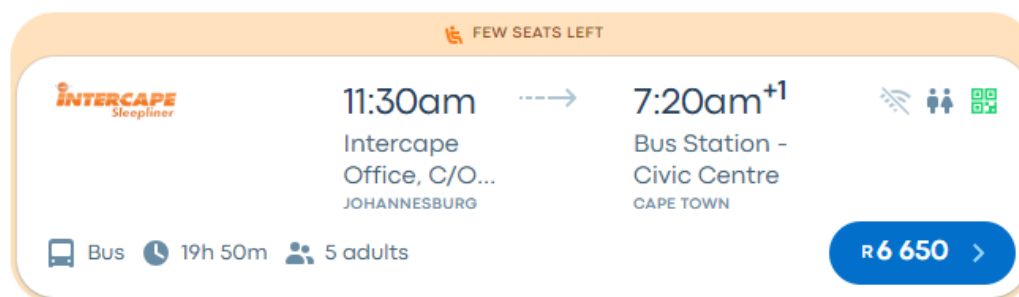 FEW SEATS LEFT
INTERCAPE
Sleepliner
11:30am
7:20am+1
Intercape
Office, C/O...
JOHANNESBURG
Bus Station -
Civic Centre
CAPE TOWN
Bus 19h 50m 5 adults
R6 650